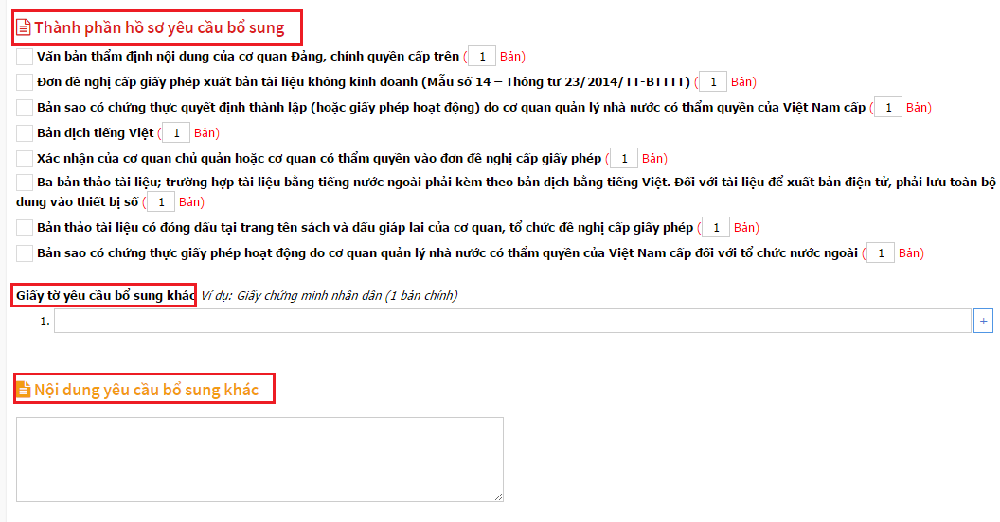 Thành phần hồ sơ yêu cầu bổ sung
Văn bản thẩm định nội dung của cơ quan Đảng, chính quyền cấp trên ( 1 Bản)
Đơn đề nghị cấp giấy phép xuất bản tài liệu không kinh doanh (Mẫu số 14 – Thông tư 23/2014/TT-BTTTT) ( 1 Bản)
Bản sao có chứng thực quyết định thành lập (hoặc giấy phép hoạt động) do cơ quan quản lý nhà nước có thẩm quyền của Việt Nam cấp ( 1 Bản)
Bản dịch tiếng Việt ( 1 Bản)
Xác nhận của cơ quan chủ quản hoặc cơ quan có thẩm quyền vào đơn đề nghị cấp giấy phép ( 1 Bản)
Ba bản thảo tài liệu; trường hợp tài liệu bằng tiếng nước ngoài phải kèm theo bản dịch bằng tiếng Việt. Đối với tài liệu để xuất bản điện tử, phải lưu toàn bộ
dung vào thiết bị số ( 1 Bản)
Bản thảo tài liệu có đóng dấu tại trang tên sách và dấu giáp lai của cơ quan, tổ chức đề nghị cấp giấy phép ( 1 Bản)
Bản sao có chứng thực giấy phép hoạt động do cơ quan quản lý nhà nước có thẩm quyền của Việt Nam cấp đối với tổ chức nước ngoài ( 1 Bản)
Giấy tờ yêu cầu bổ sung khác Ví dụ: Giấy chứng minh nhân dân (1 bản chính)
1. +
Nội dung yêu cầu bổ sung khác